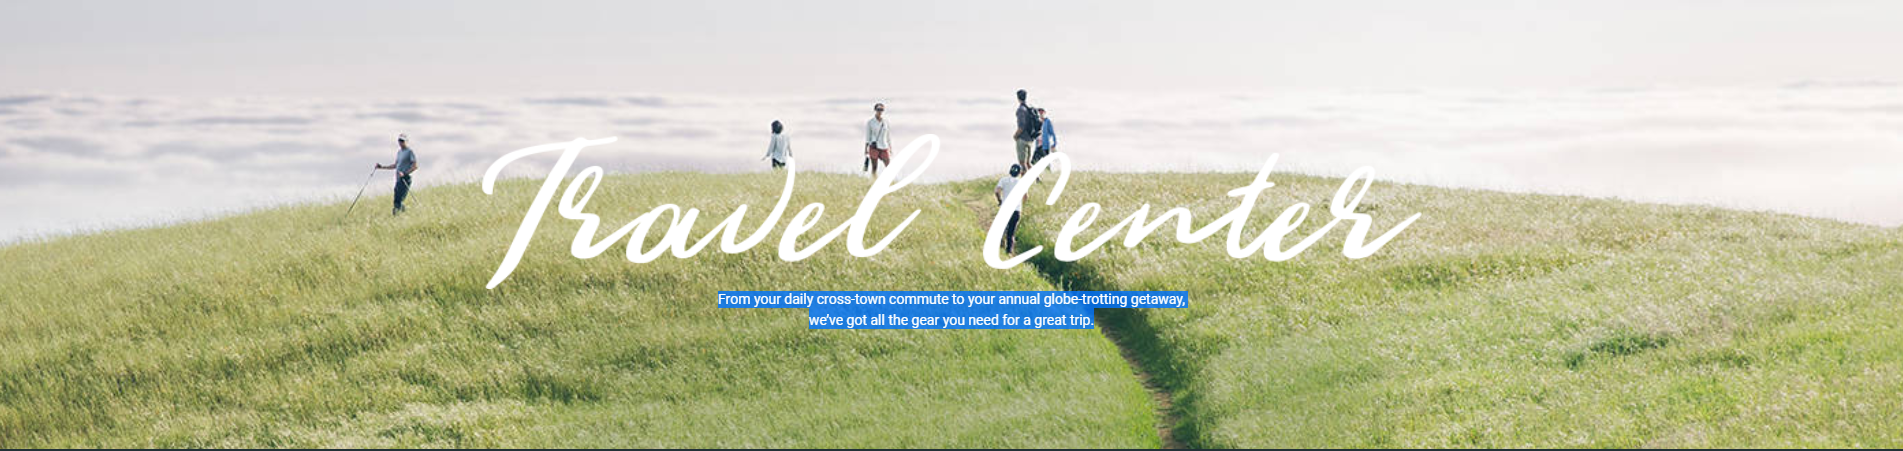 Travel Center
From your daily cross-town commute to your annual globe-trotting getaway,
we've got all the gear you need for a great trip.